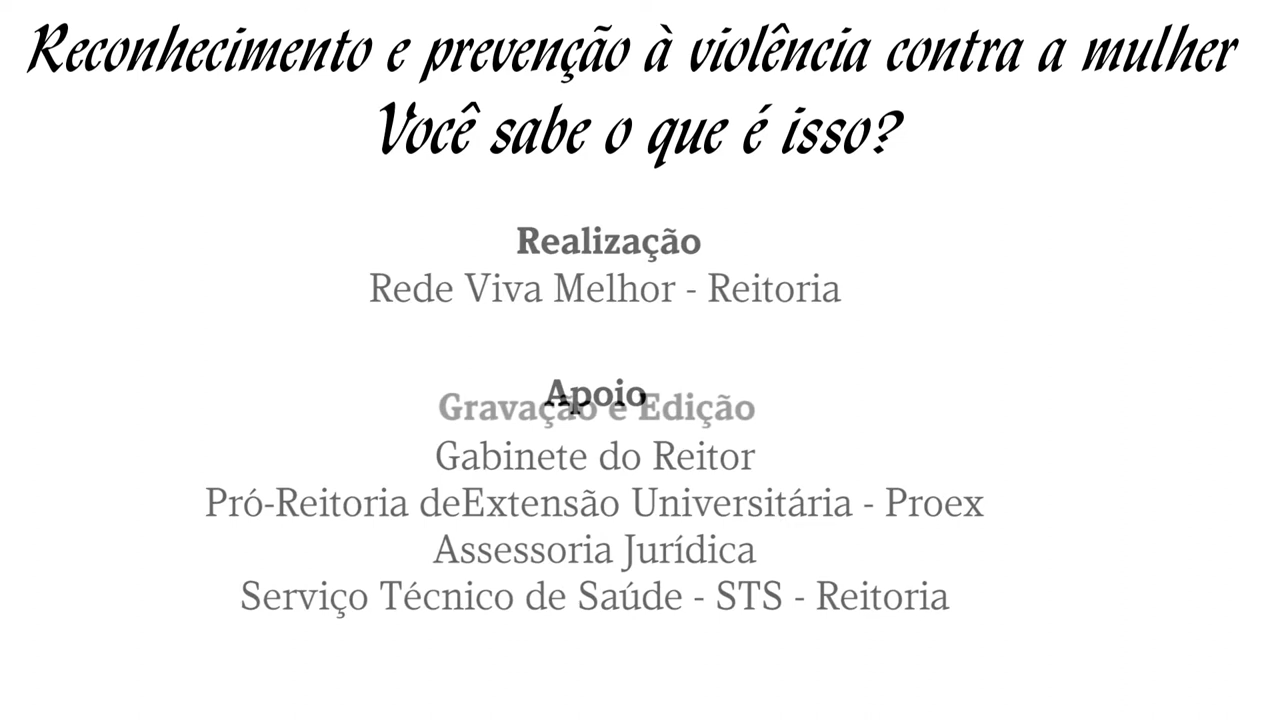 Reconhecimento e prevenção à violência contra a mulher
Você sabe o que é isso?
Realização
Rede Viva Melhor - Reitoria
Apoio
Gravação e Edição
Gabinete do Reitor
Pró-Reitoria deExtensão Universitária - Proex
Assessoria Jurídica
Serviço Técnico de Saúde - STS - Reitoria